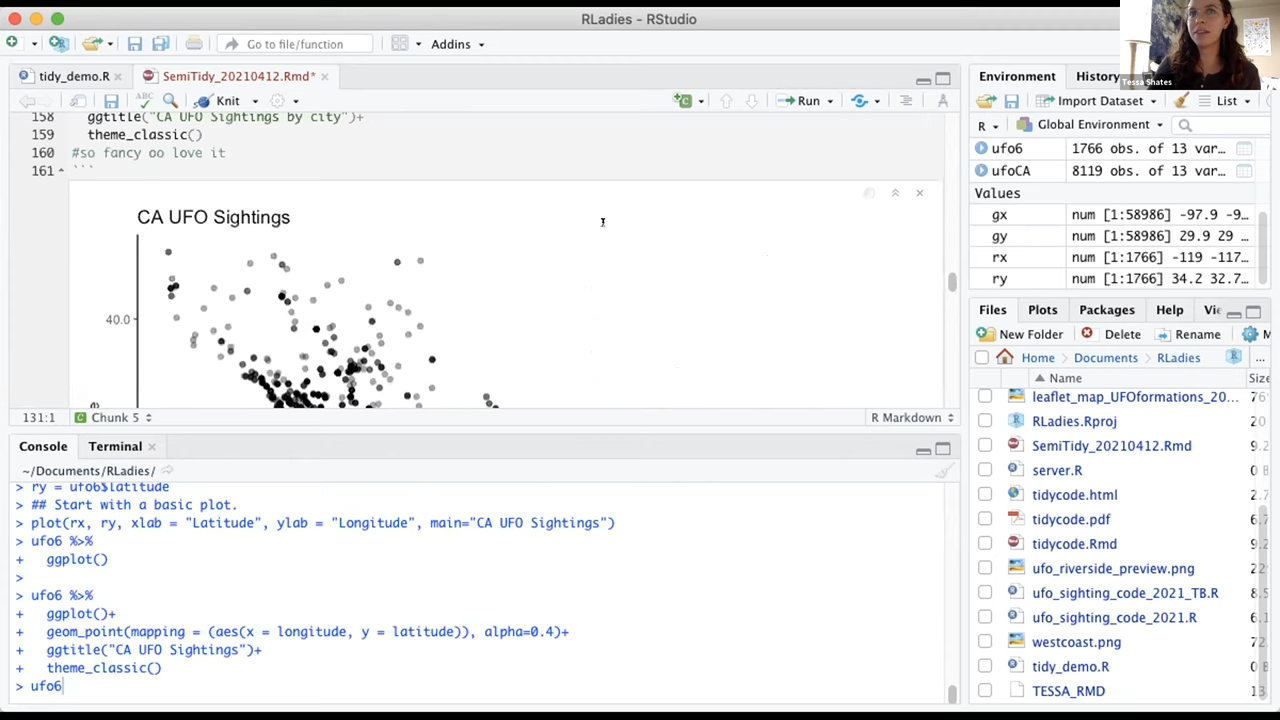 RLadies - RStudio
Go to file/function
Addins
Tessa Shates
tidy_demo.R
SemiTidy_20210412.Rmd*
Knit
Run
158 ggtitle("CA UFO Sightings by city")+
159 theme_classic()
160 #so fancy oo love it
161 ```
CA UFO Sightings
40.0
131:1
Chunk 5
R Markdown
Console
Terminal
~/Documents/RLadies/
> ry = ufo6$latitude
> ## Start with a basic plot.
> plot(rx, ry, xlab = "Latitude", ylab = "Longitude", main="CA UFO Sightings")
> ufo6 %>%
+ ggplot()
>
> ufo6 %>%
+ ggplot()+
+ geom_point(mapping = (aes(x = longitude, y = latitude)), alpha=0.4)+
+ ggtitle("CA UFO Sightings")+
+ theme_classic()
> ufo6
Environment
History
Import Dataset
List
R
Global Environment
ufo6 1766 obs. of 13 var…
ufoCA 8119 obs. of 13 var…
Values
gx num [1:58986] -97.9 -9…
gy num [1:58986] 29.9 29 …
rx num [1:1766] -119 -117…
ry num [1:1766] 34.2 32.7…
Files
Plots
Packages
Help
New Folder
Delete
Rename
Home
Documents
RLadies
...
Name
Size
leaflet_map_UFOformations_20...
RLadies.Rproj
SemiTidy_20210412.Rmd
server.R
tidycode.html
tidycode.pdf
tidycode.Rmd
ufo_riverside_preview.png
ufo_sighting_code_2021_TB.R
ufo_sighting_code_2021.R
westcoast.png
tidy_demo.R
TESSA_RMD